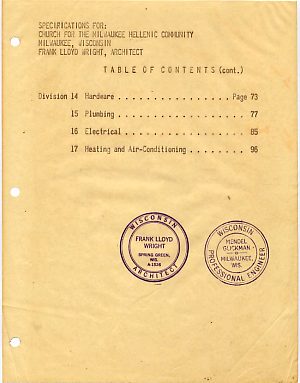 SPECIFICATIONS FOR:
CHURCH FOR THE MILWAUKEE HELLENIC COMMUNITY
MILWAUKEE, WISCONSIN
FRANK LLOYD WRIGHT, ARCHITECT
TABLE OF CONTENTS (cont.)
Division 14 Hardware . . . . . . . . . . . . . . . . . Page 73
15 Plumbing . . . . . . . . . . . . . . . . . . . 77
16 Electrical . . . . . . . . . . . . . . . . . . 85
17 Heating and Air-Conditioning . . . . . . . . . 96
WISCONSIN
FRANK LLOYD
WRIGHT
SPRING GREEN,
WIS.
A-1926
ARCHITECT
WISCONSIN
MENDEL
GLICKMAN
MILWAUKEE,
WIS.
PROFESSIONAL ENGINEER